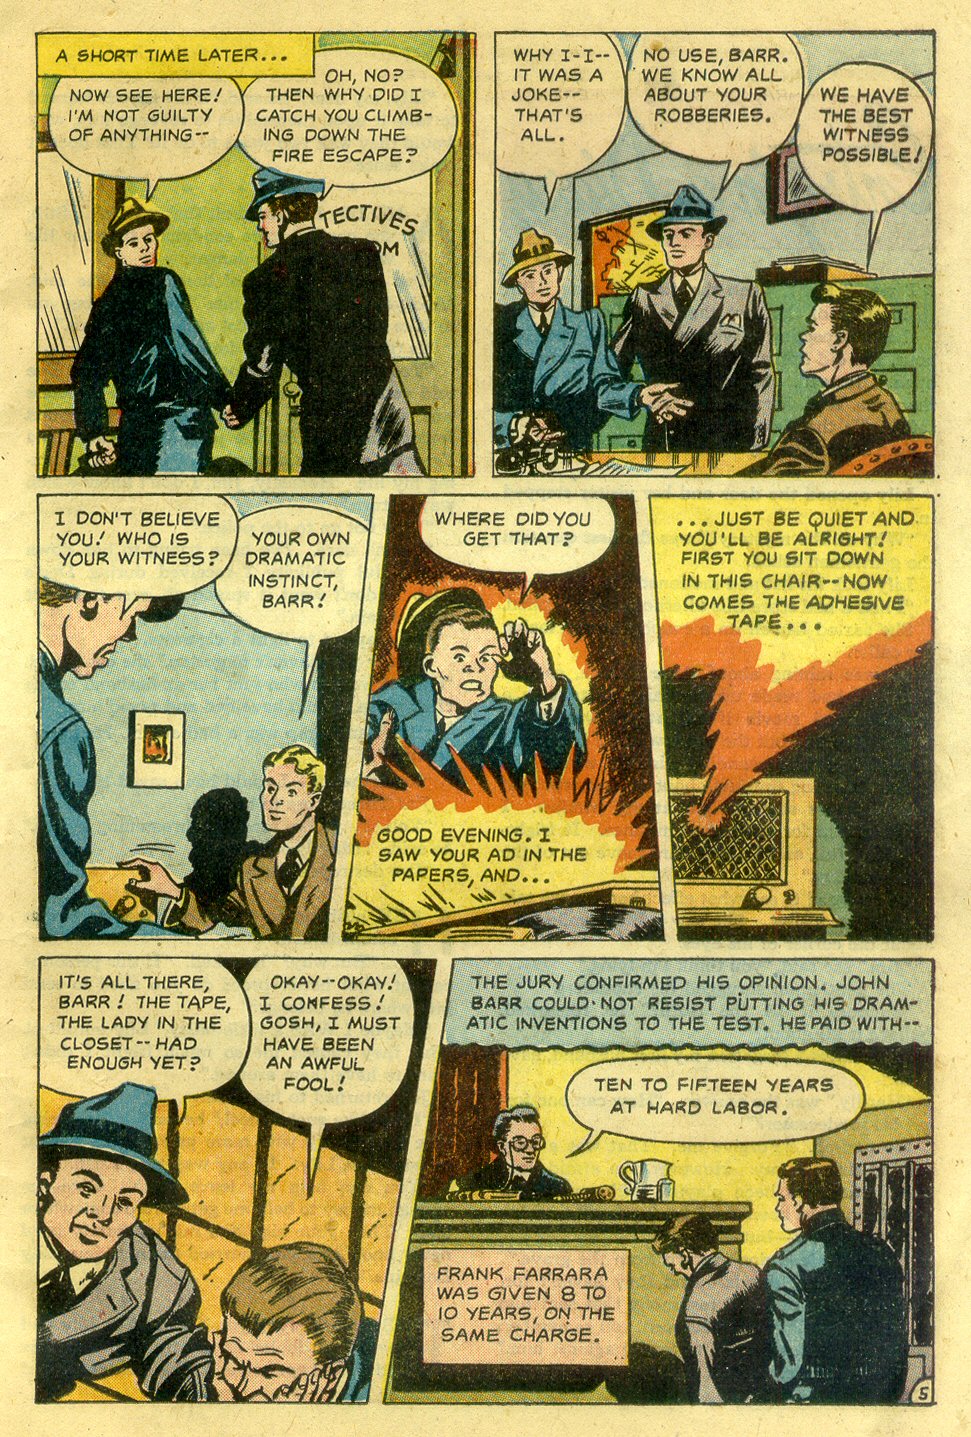 A SHORT TIME LATER...
NOW SEE HERE!
I'M NOT GUILTY
OF ANYTHING--
OH, NO?
THEN WHY DID I
CATCH YOU CLIMB-
ING DOWN THE
FIRE ESCAPE?
TECTIVES
OM
WHY I-I--
IT WAS A
JOKE--
THAT'S
ALL.
NO USE, BARR.
WE KNOW ALL
ABOUT YOUR
ROBBERIES.
WE HAVE
THE BEST
WITNESS
POSSIBLE!
I DON'T BELIEVE
YOU! WHO IS
YOUR WITNESS?
YOUR OWN
DRAMATIC
INSTINCT,
BARR!
WHERE DID YOU
GET THAT?
GOOD EVENING. I
SAW YOUR AD IN THE
PAPERS, AND...
...JUST BE QUIET AND
YOU'LL BE ALRIGHT!
FIRST YOU SIT DOWN
IN THIS CHAIR--NOW
COMES THE ADHESIVE
TAPE...
IT'S ALL THERE,
BARR! THE TAPE,
THE LADY IN THE
CLOSET--HAD
ENOUGH YET?
OKAY--OKAY!
I CONFESS!
GOSH, I MUST
HAVE BEEN
AN AWFUL
FOOL!
THE JURY CONFIRMED HIS OPINION. JOHN
BARR COULD NOT RESIST PUTTING HIS DRAM-
ATIC INVENTIONS TO THE TEST. HE PAID WITH--
TEN TO FIFTEEN YEARS
AT HARD LABOR.
FRANK FARRARA
WAS GIVEN 8 TO
10 YEARS, ON THE
SAME CHARGE.
5